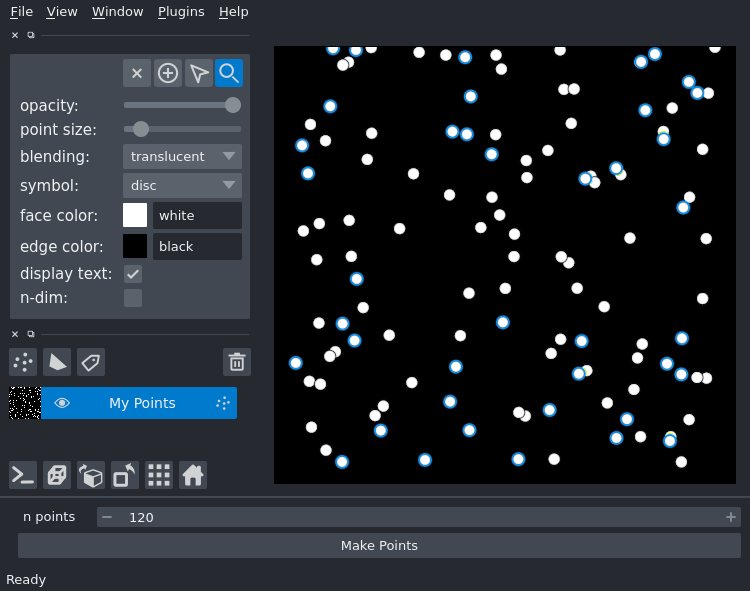 File View Window Plugins Help
opacity:
point size:
blending: translucent
symbol: disc
face color: white
edge color: black
display text:
n-dim:
My Points
n points 120
Make Points
Ready